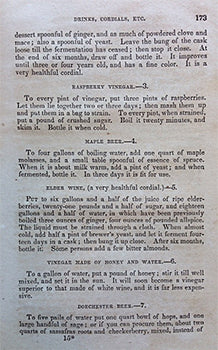 DRINKS, CORDIALS, ETC. 173
dessert spoonful of ginger, and as much of powdered clove and
mace; also a spoonful of yeast. Leave the bung of the cask
loose till the fermentation has ceased; then stop it close. At
the end of six months, draw off and bottle it. It improves
until three or four years old, and has a fine color. It is a
very healthful cordial.
RASPBERRY VINEGAR.—3.
To every pint of vinegar, put three pints of raspberries.
Let them lie together two or three days; then mash them up
and put them in a bag to strain. To every pint, when strained,
put a pound of crushed sugar. Boil it twenty minutes, and
skim it. Bottle it when cold.
MAPLE BEER.—4.
To four gallons of boiling water, add one quart of maple
molasses, and a small table spoonful of essence of spruce.
When it is about milk warm, add a pint of yeast; and when
fermented, bottle it. In three days it is fit for use.
ELDER WINE, (a very healthful cordial.)—5.
PUT to six gallons and a half of the juice of ripe elder-
berries, twenty-one pounds and a half of sugar, and eighteen
gallons and a half of water, in which have been previously
boiled three ounces of ginger, four ounces of pounded allspice.
The liquid must be strained through a cloth. When almost
cold, add half a pint of brewer's yeast, and let it ferment four-
teen days in a cask; then bung it up close. After six months,
bottle it. Some persons add a few bitter almonds.
VINEGAR MADE OF HONEY AND WATER.—6.
To a gallon of water, put a pound of honey; stir it till well
mixed, and set it in the sun. It will soon become a vinegar
superior to that made of white wine, and it is far less expen-
sive.
DORCHESTER BEER.—7.
To five pails of water put one quart bowl of hops, and one
large handful of sage; or if you can procure them, about two
quarts of sassafras roots and checkerberry, mixed, instead of
15*